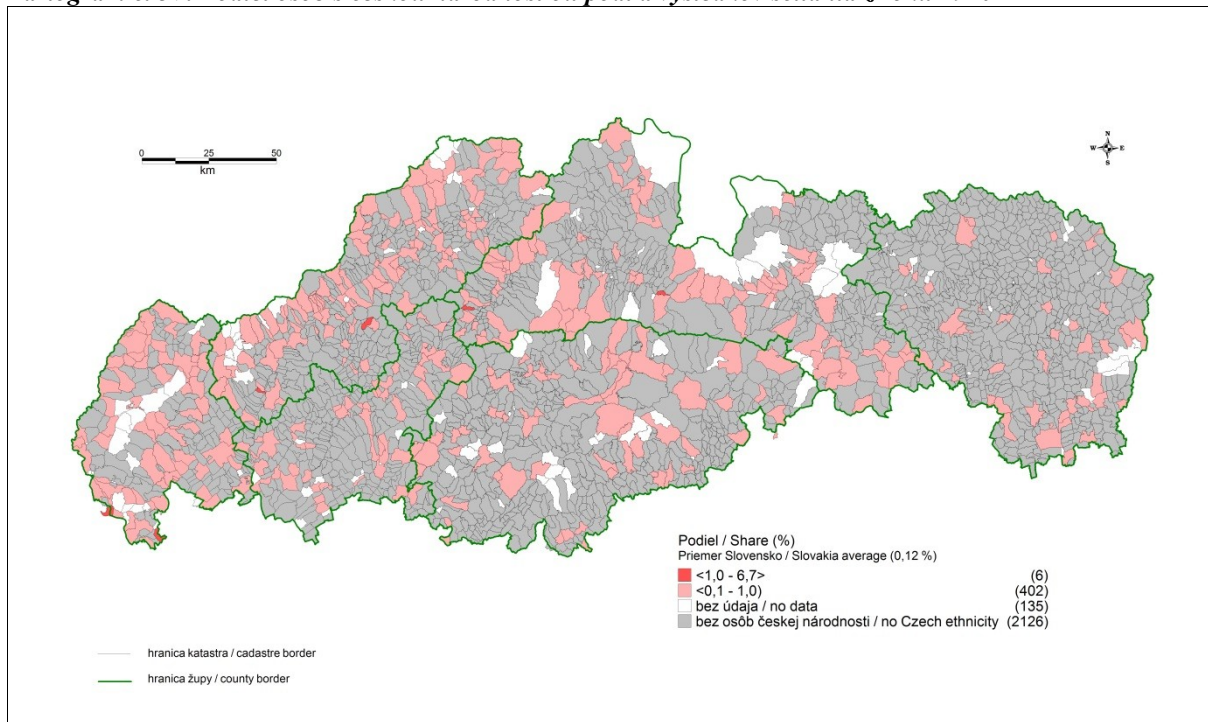 0 25 50
km
N
W E
S
Podiel / Share (%)
Priemer Slovensko / Slovakia average (0,12 %)
<1,0 - 6,7> (6)
<0,1 - 1,0) (402)
bez údaja / no data (135)
bez osôb českej národnosti / no Czech ethnicity (2126)
hranica katastra / cadastre border
hranica župy / county border